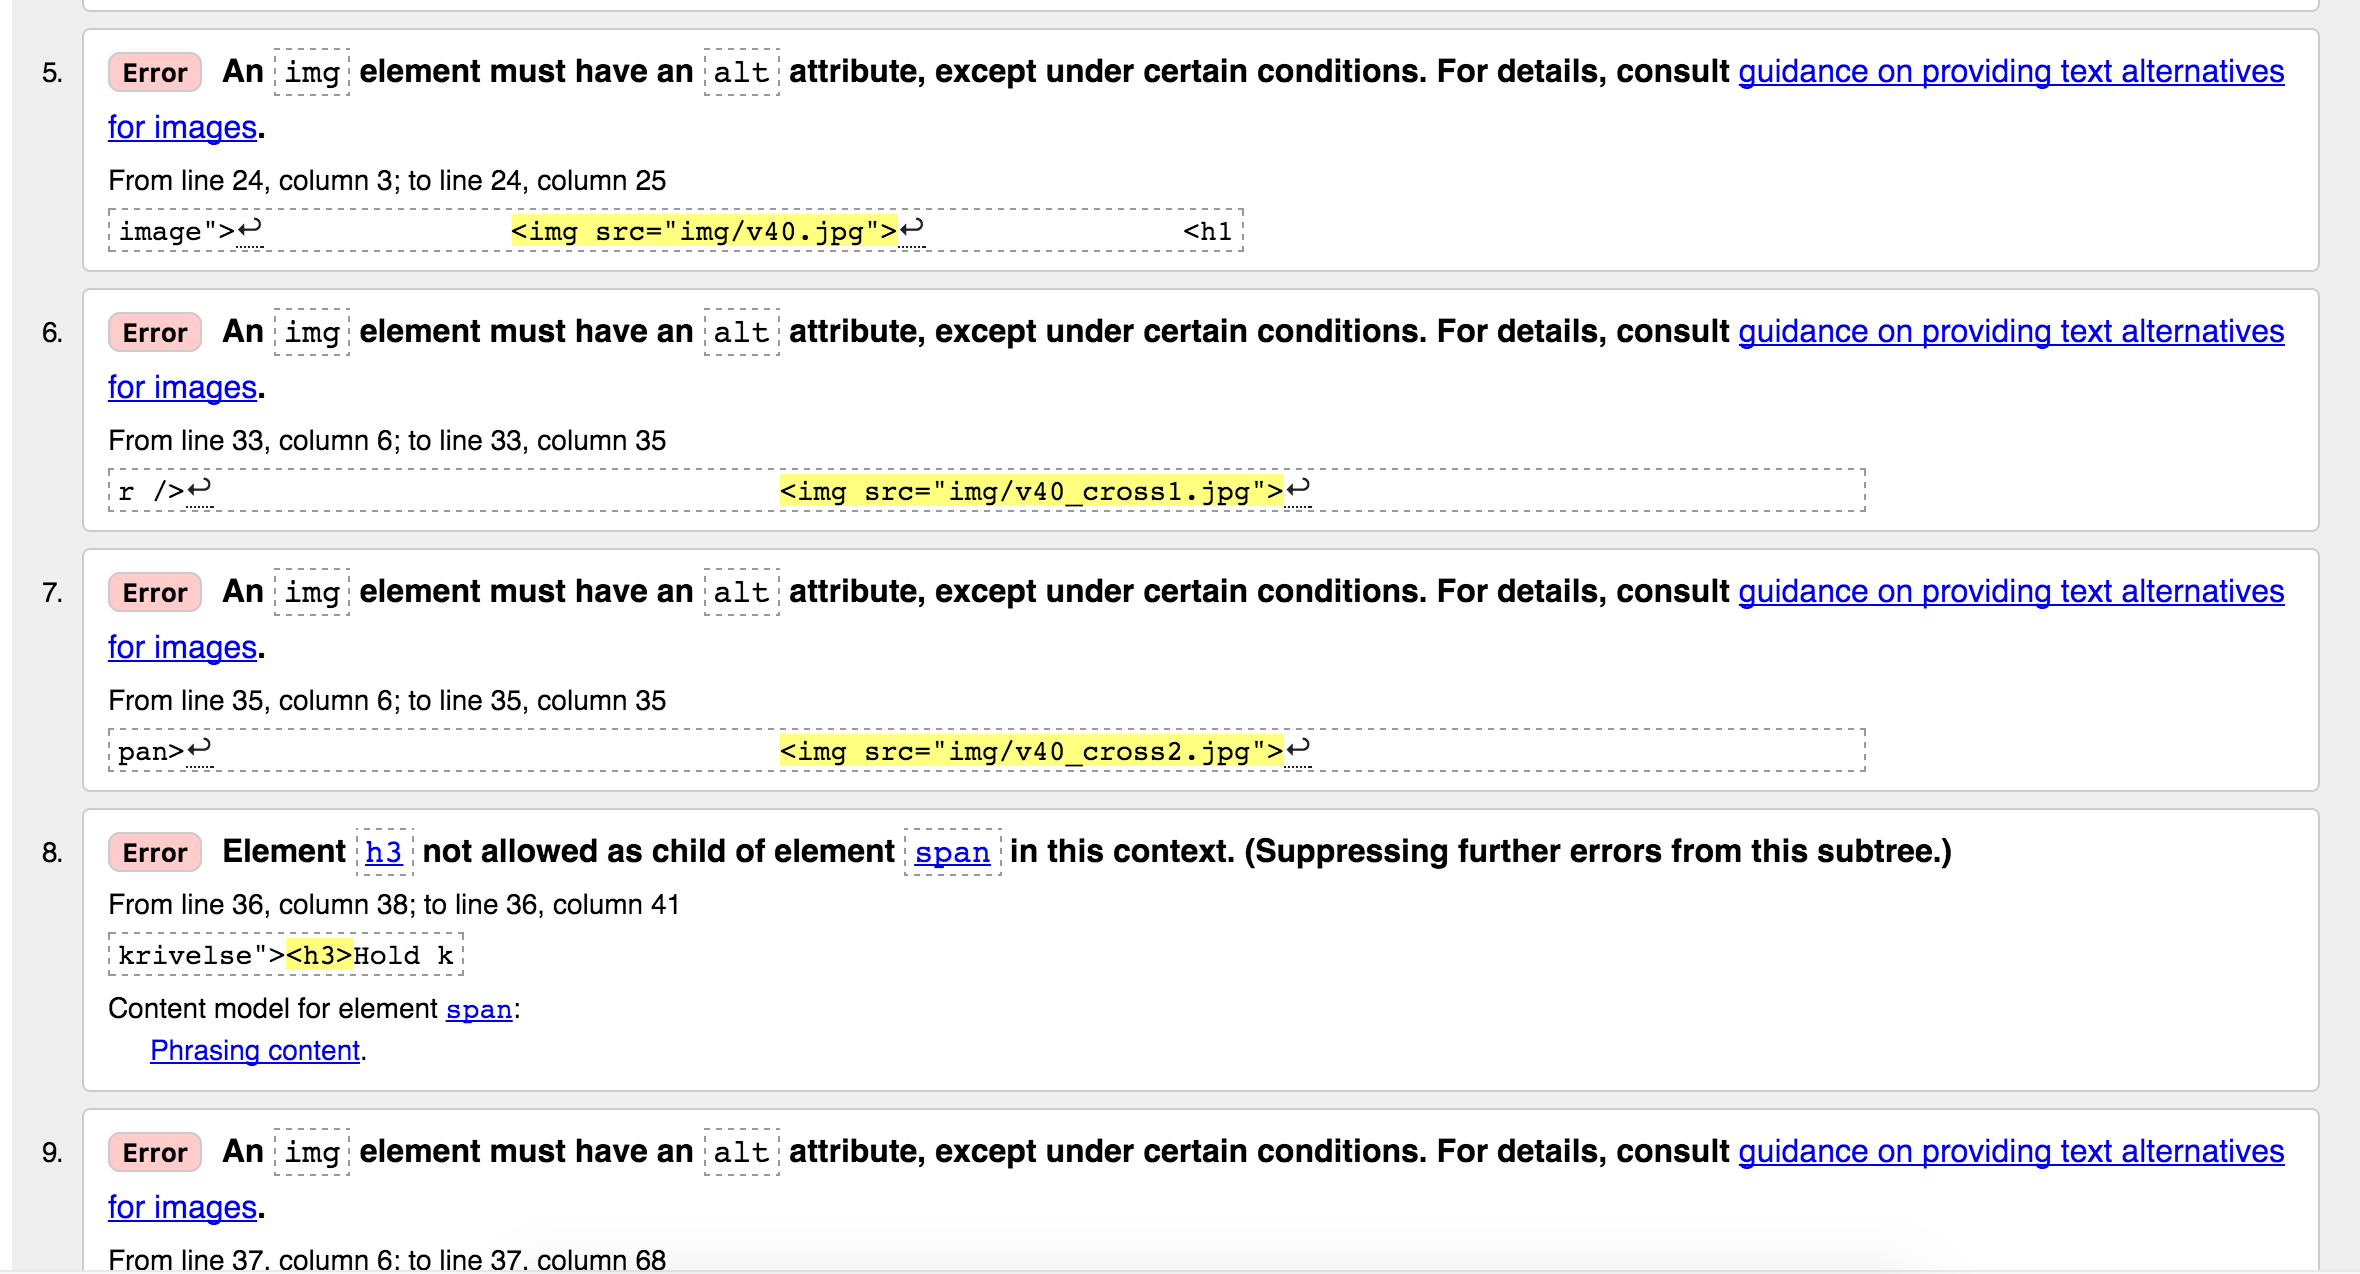 5. Error An img element must have an alt attribute, except under certain conditions. For details, consult guidance on providing text alternatives
for images.
From line 24, column 3; to line 24, column 25
image">↩ <img src="img/v40.jpg">↩ <h1
6. Error An img element must have an alt attribute, except under certain conditions. For details, consult guidance on providing text alternatives
for images.
From line 33, column 6; to line 33, column 35
r />↩ <img src="img/v40_cross1.jpg">↩
7. Error An img element must have an alt attribute, except under certain conditions. For details, consult guidance on providing text alternatives
for images.
From line 35, column 6; to line 35, column 35
pan>↩ <img src="img/v40_cross2.jpg">↩
8. Error Element h3 not allowed as child of element span in this context. (Suppressing further errors from this subtree.)
From line 36, column 38; to line 36, column 41
krivelse"><h3>Hold k
Content model for element span:
Phrasing content.
9. Error An img element must have an alt attribute, except under certain conditions. For details, consult guidance on providing text alternatives
for images.
From line 37, column 6; to line 37, column 68